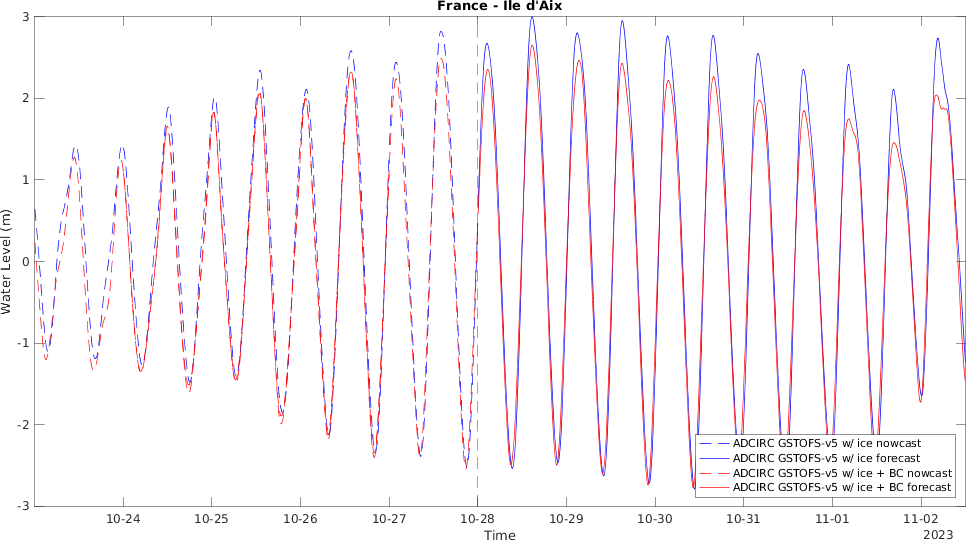 France - Ile d'Aix
3
2
1
0
-1
-2
-3
Water Level (m)
ADCIRC GSTOFS-v5 w/ ice nowcast
ADCIRC GSTOFS-v5 w/ ice forecast
ADCIRC GSTOFS-v5 w/ ice + BC nowcast
ADCIRC GSTOFS-v5 w/ ice + BC forecast
10-24 10-25 10-26 10-27 10-28 10-29 10-30 10-31 11-01 11-02
Time
2023